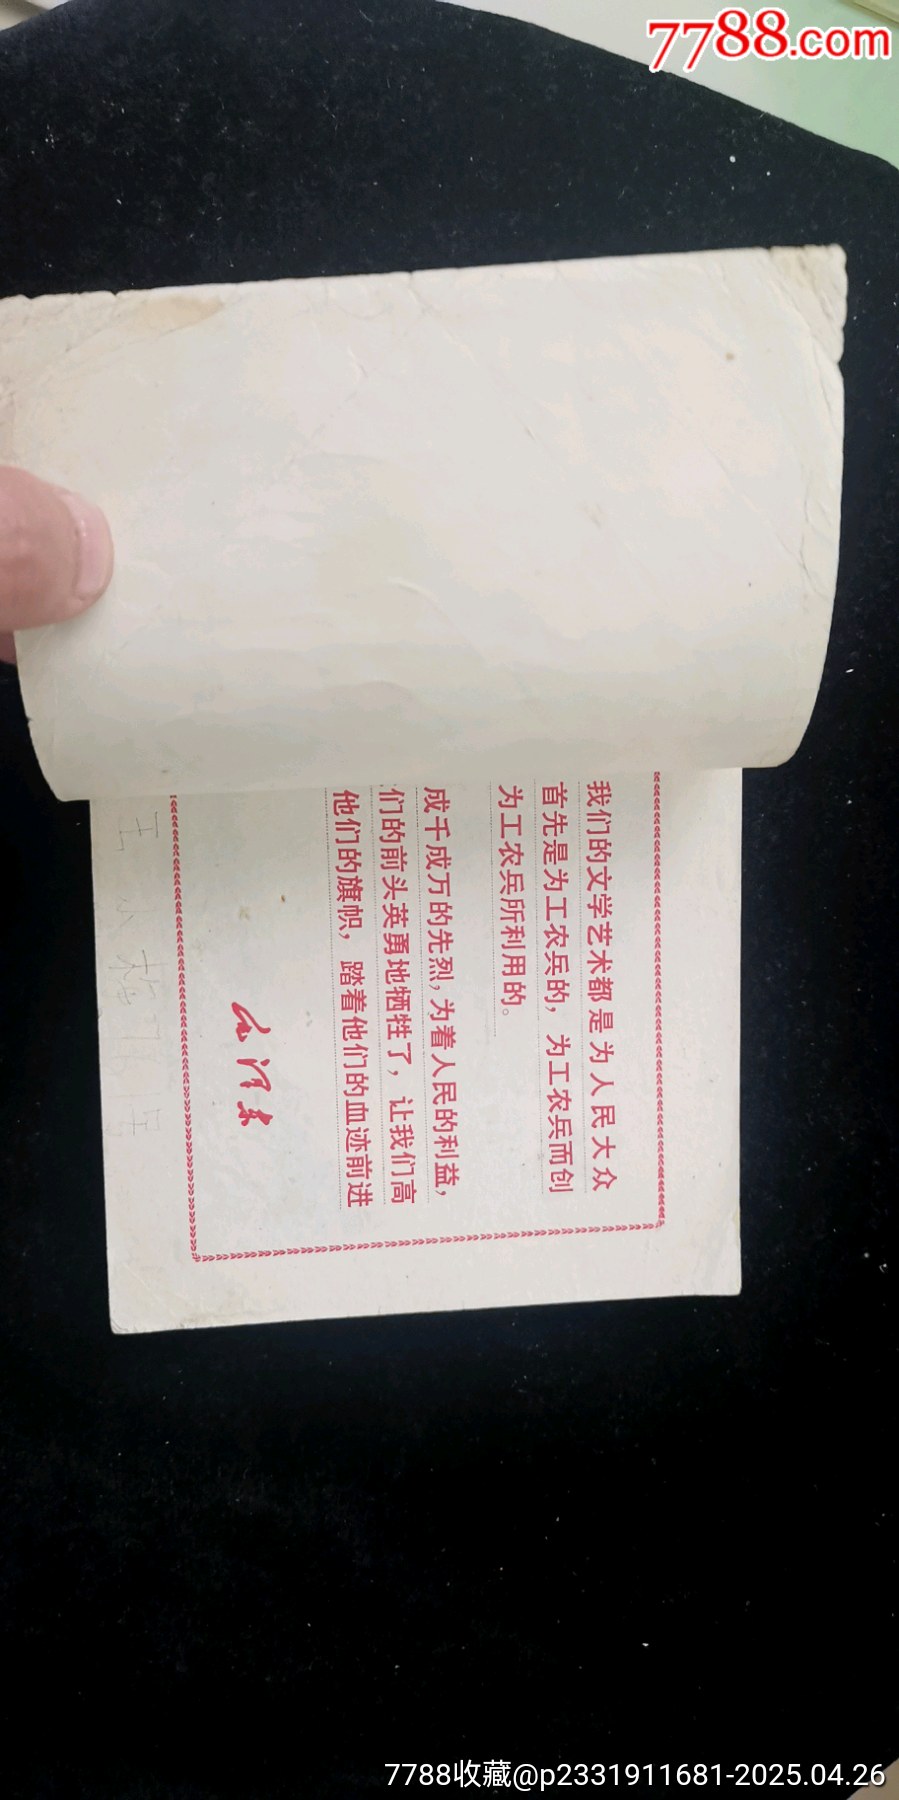 7788.com
我们的文学艺术都是为人民大众
首先是为工农兵的，为工农兵而创
为工农兵所利用的。
成千成万的先烈，为着人民的利益，
们的前头英勇地牺牲了，让我们高
他们的旗帜，踏着他们的血迹前进
毛泽东
7788收藏@p2331911681-2025.04.26